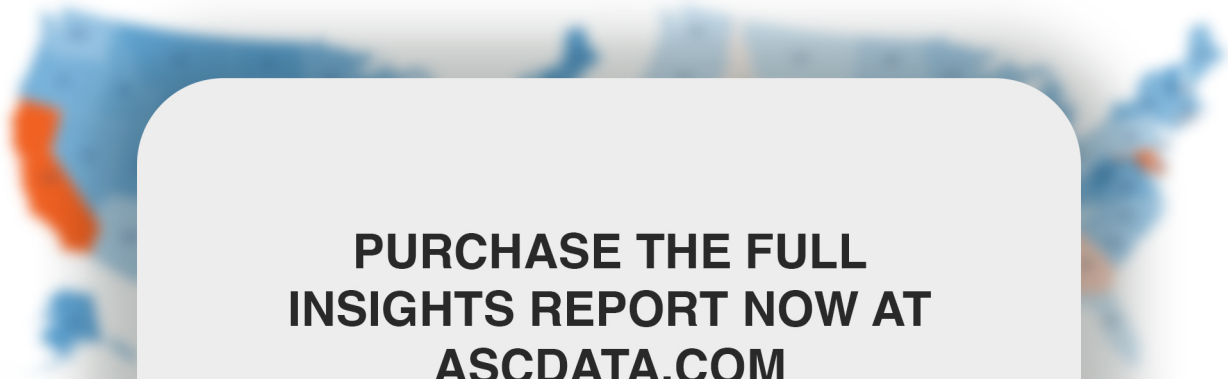 PURCHASE THE FULL
INSIGHTS REPORT NOW AT
ASCDATA.COM